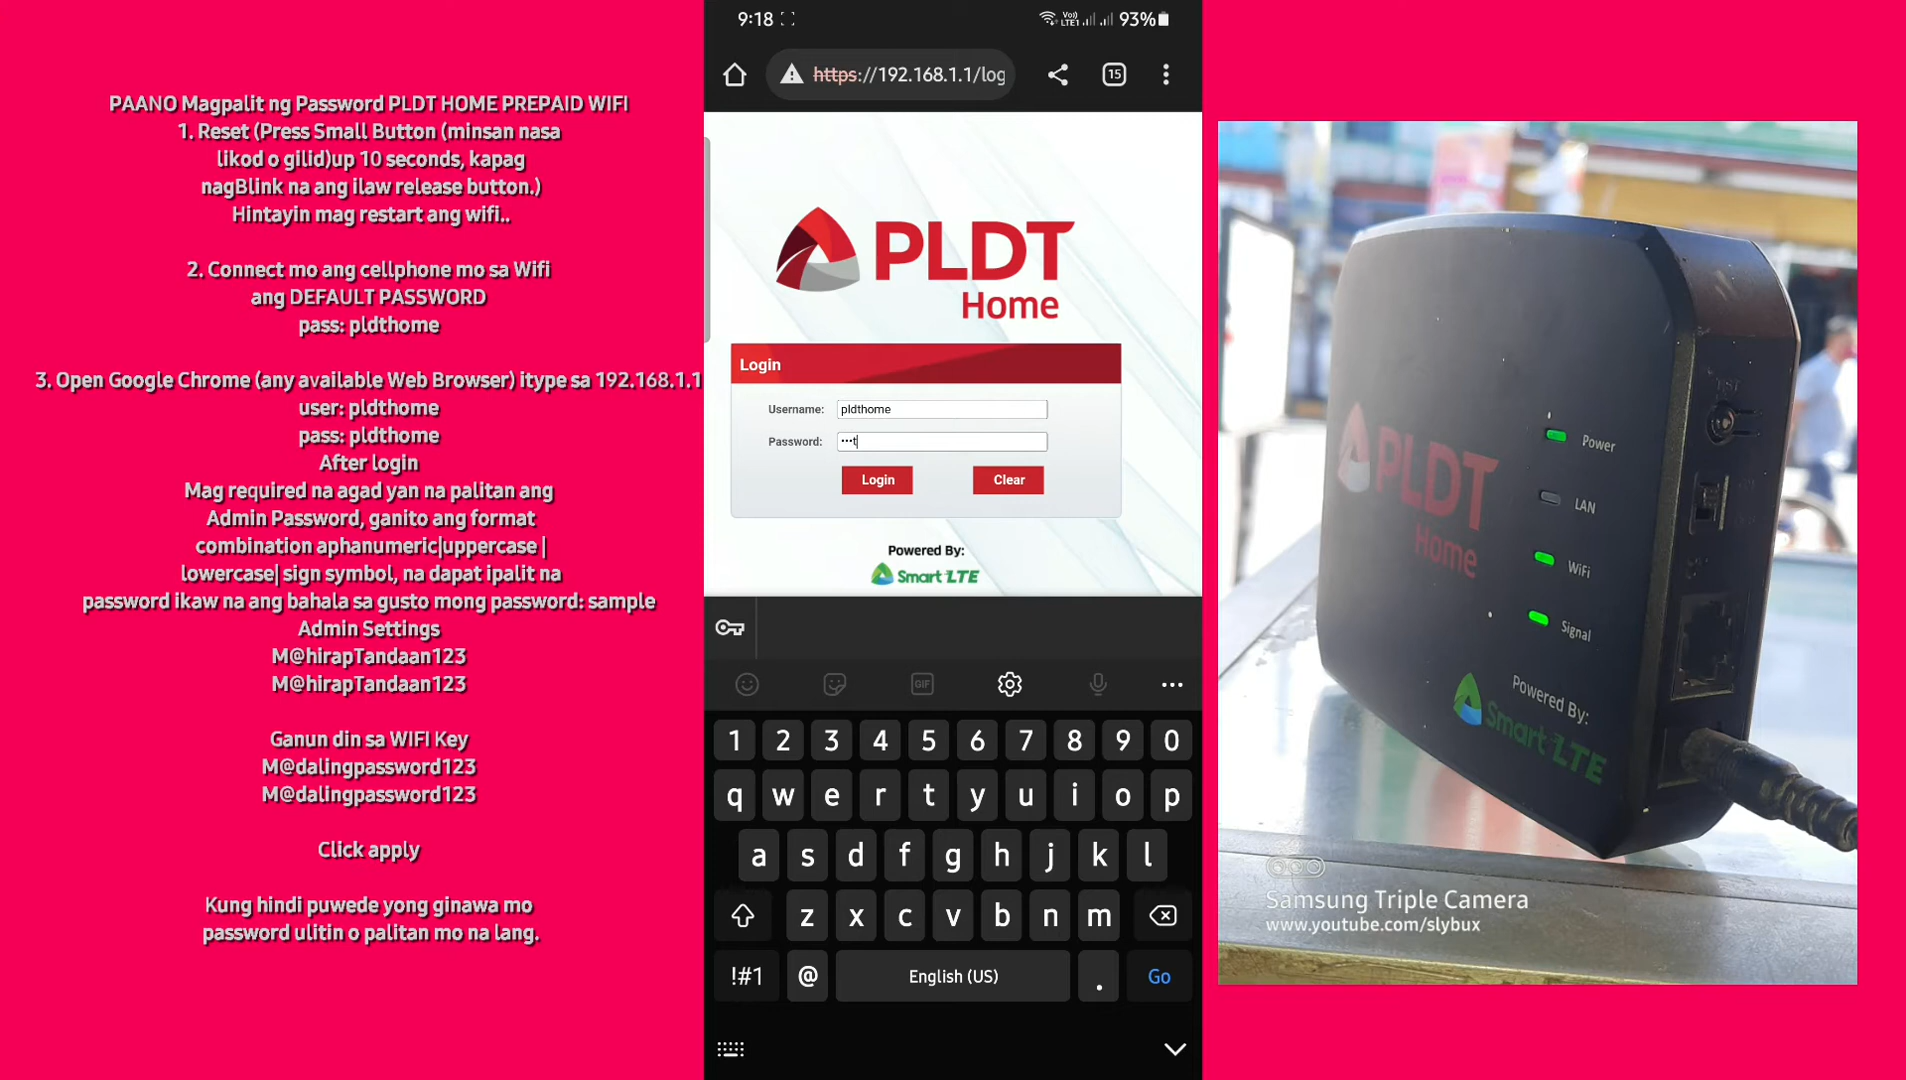 PAANO Magpalit ng Password PLDT HOME PREPAID WIFI
1. Reset (Press Small Button (minsan nasa
likod o gilid)up 10 seconds, kapag
nagBlink na ang ilaw release button.)
Hintayin mag restart ang wifi..
2. Connect mo ang cellphone mo sa Wifi
ang DEFAULT PASSWORD
pass: pldthome
3. Open Google Chrome (any available Web Browser) itype sa 192.168.1.1
user: pldthome
pass: pldthome
After login
Mag required na agad yan na palitan ang
Admin Password, ganito ang format
combination aphanumeric|uppercase |
lowercase| sign symbol, na dapat ipalit na
password ikaw na ang bahala sa gusto mong password: sample
Admin Settings
M@hirapTandaan123
M@hirapTandaan123
Ganun din sa WIFI Key
M@dalingpassword123
M@dalingpassword123
Click apply
Kung hindi puwede yong ginawa mo
password ulitin o palitan mo na lang.
9:18 Vo) LTE1 93%
https://192.168.1.1/log 15
PLDT
Home
Login
Username: pldthome
Password: •••t
Login Clear
Powered By:
Smart LTE
GIF
1 2 3 4 5 6 7 8 9 0
q w e r t y u i o p
a s d f g h j k l
z x c v b n m
!#1 @ English (US) . Go
PLDT
Home
Power
LAN
WiFi
Signal
Powered By:
Smart LTE
Samsung Triple Camera
www.youtube.com/slybux